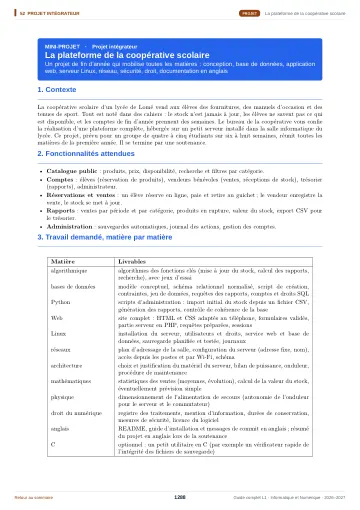 S2 PROJET INTÉGRATEUR
PROJET La plateforme de la coopérative scolaire
MINI-PROJET · Projet intégrateur
La plateforme de la coopérative scolaire
Un projet de fin d'année qui mobilise toutes les matières : conception, base de données, application
web, serveur Linux, réseau, sécurité, droit, documentation en anglais
1. Contexte
La coopérative scolaire d'un lycée de Lomé vend aux élèves des fournitures, des manuels d'occasion et des
tenues de sport. Tout est noté dans des cahiers : le stock n'est jamais à jour, les élèves ne savent pas ce qui
est disponible, et les comptes de fin d'année prennent des semaines. Le bureau de la coopérative vous confie
la réalisation d'une plateforme complète, hébergée sur un petit serveur installé dans la salle informatique du
lycée. Ce projet, prévu pour un groupe de quatre à cinq étudiants sur six à huit semaines, réunit toutes les
matières de la première année. Il se termine par une soutenance.
2. Fonctionnalités attendues
• Catalogue public : produits, prix, disponibilité, recherche et filtres par catégorie.
• Comptes : élèves (réservation de produits), vendeurs bénévoles (ventes, réceptions de stock), trésorier
(rapports), administrateur.
• Réservations et ventes : un élève réserve en ligne, paie et retire au guichet ; le vendeur enregistre la
vente, le stock se met à jour.
• Rapports : ventes par période et par catégorie, produits en rupture, valeur du stock, export CSV pour
le trésorier.
• Administration : sauvegardes automatiques, journal des actions, gestion des comptes.
3. Travail demandé, matière par matière
Matière Livrables
algorithmique algorithmes des fonctions clés (mise à jour du stock, calcul des rapports,
recherche), avec jeux d'essai
bases de données modèle conceptuel, schéma relationnel normalisé, script de création,
contraintes, jeu de données, requêtes des rapports, comptes et droits SQL
Python scripts d'administration : import initial du stock depuis un fichier CSV,
génération des rapports, contrôle de cohérence de la base
Web site complet : HTML et CSS adaptés au téléphone, formulaires validés,
partie serveur en PHP, requêtes préparées, sessions
Linux installation du serveur, utilisateurs et droits, service web et base de
données, sauvegarde planifiée et testée, journaux
réseaux plan d'adressage de la salle, configuration du serveur (adresse fixe, nom),
accès depuis les postes et par Wi-Fi, schéma
architecture choix et justification du matériel du serveur, bilan de puissance, onduleur,
procédure de maintenance
mathématiques statistiques des ventes (moyennes, évolution), calcul de la valeur du stock,
éventuellement prévision simple
physique dimensionnement de l'alimentation de secours (autonomie de l'onduleur
pour le serveur et le commutateur)
droit du numérique registre des traitements, mention d'information, durées de conservation,
mesures de sécurité, licence du logiciel
anglais README, guide d'installation et messages de commit en anglais ; résumé
du projet en anglais lors de la soutenance
C optionnel : un petit utilitaire en C (par exemple un vérificateur rapide de
l'intégrité des fichiers de sauvegarde)
Retour au sommaire 1280 Guide complet L1 – Informatique et Numérique · 2026–2027